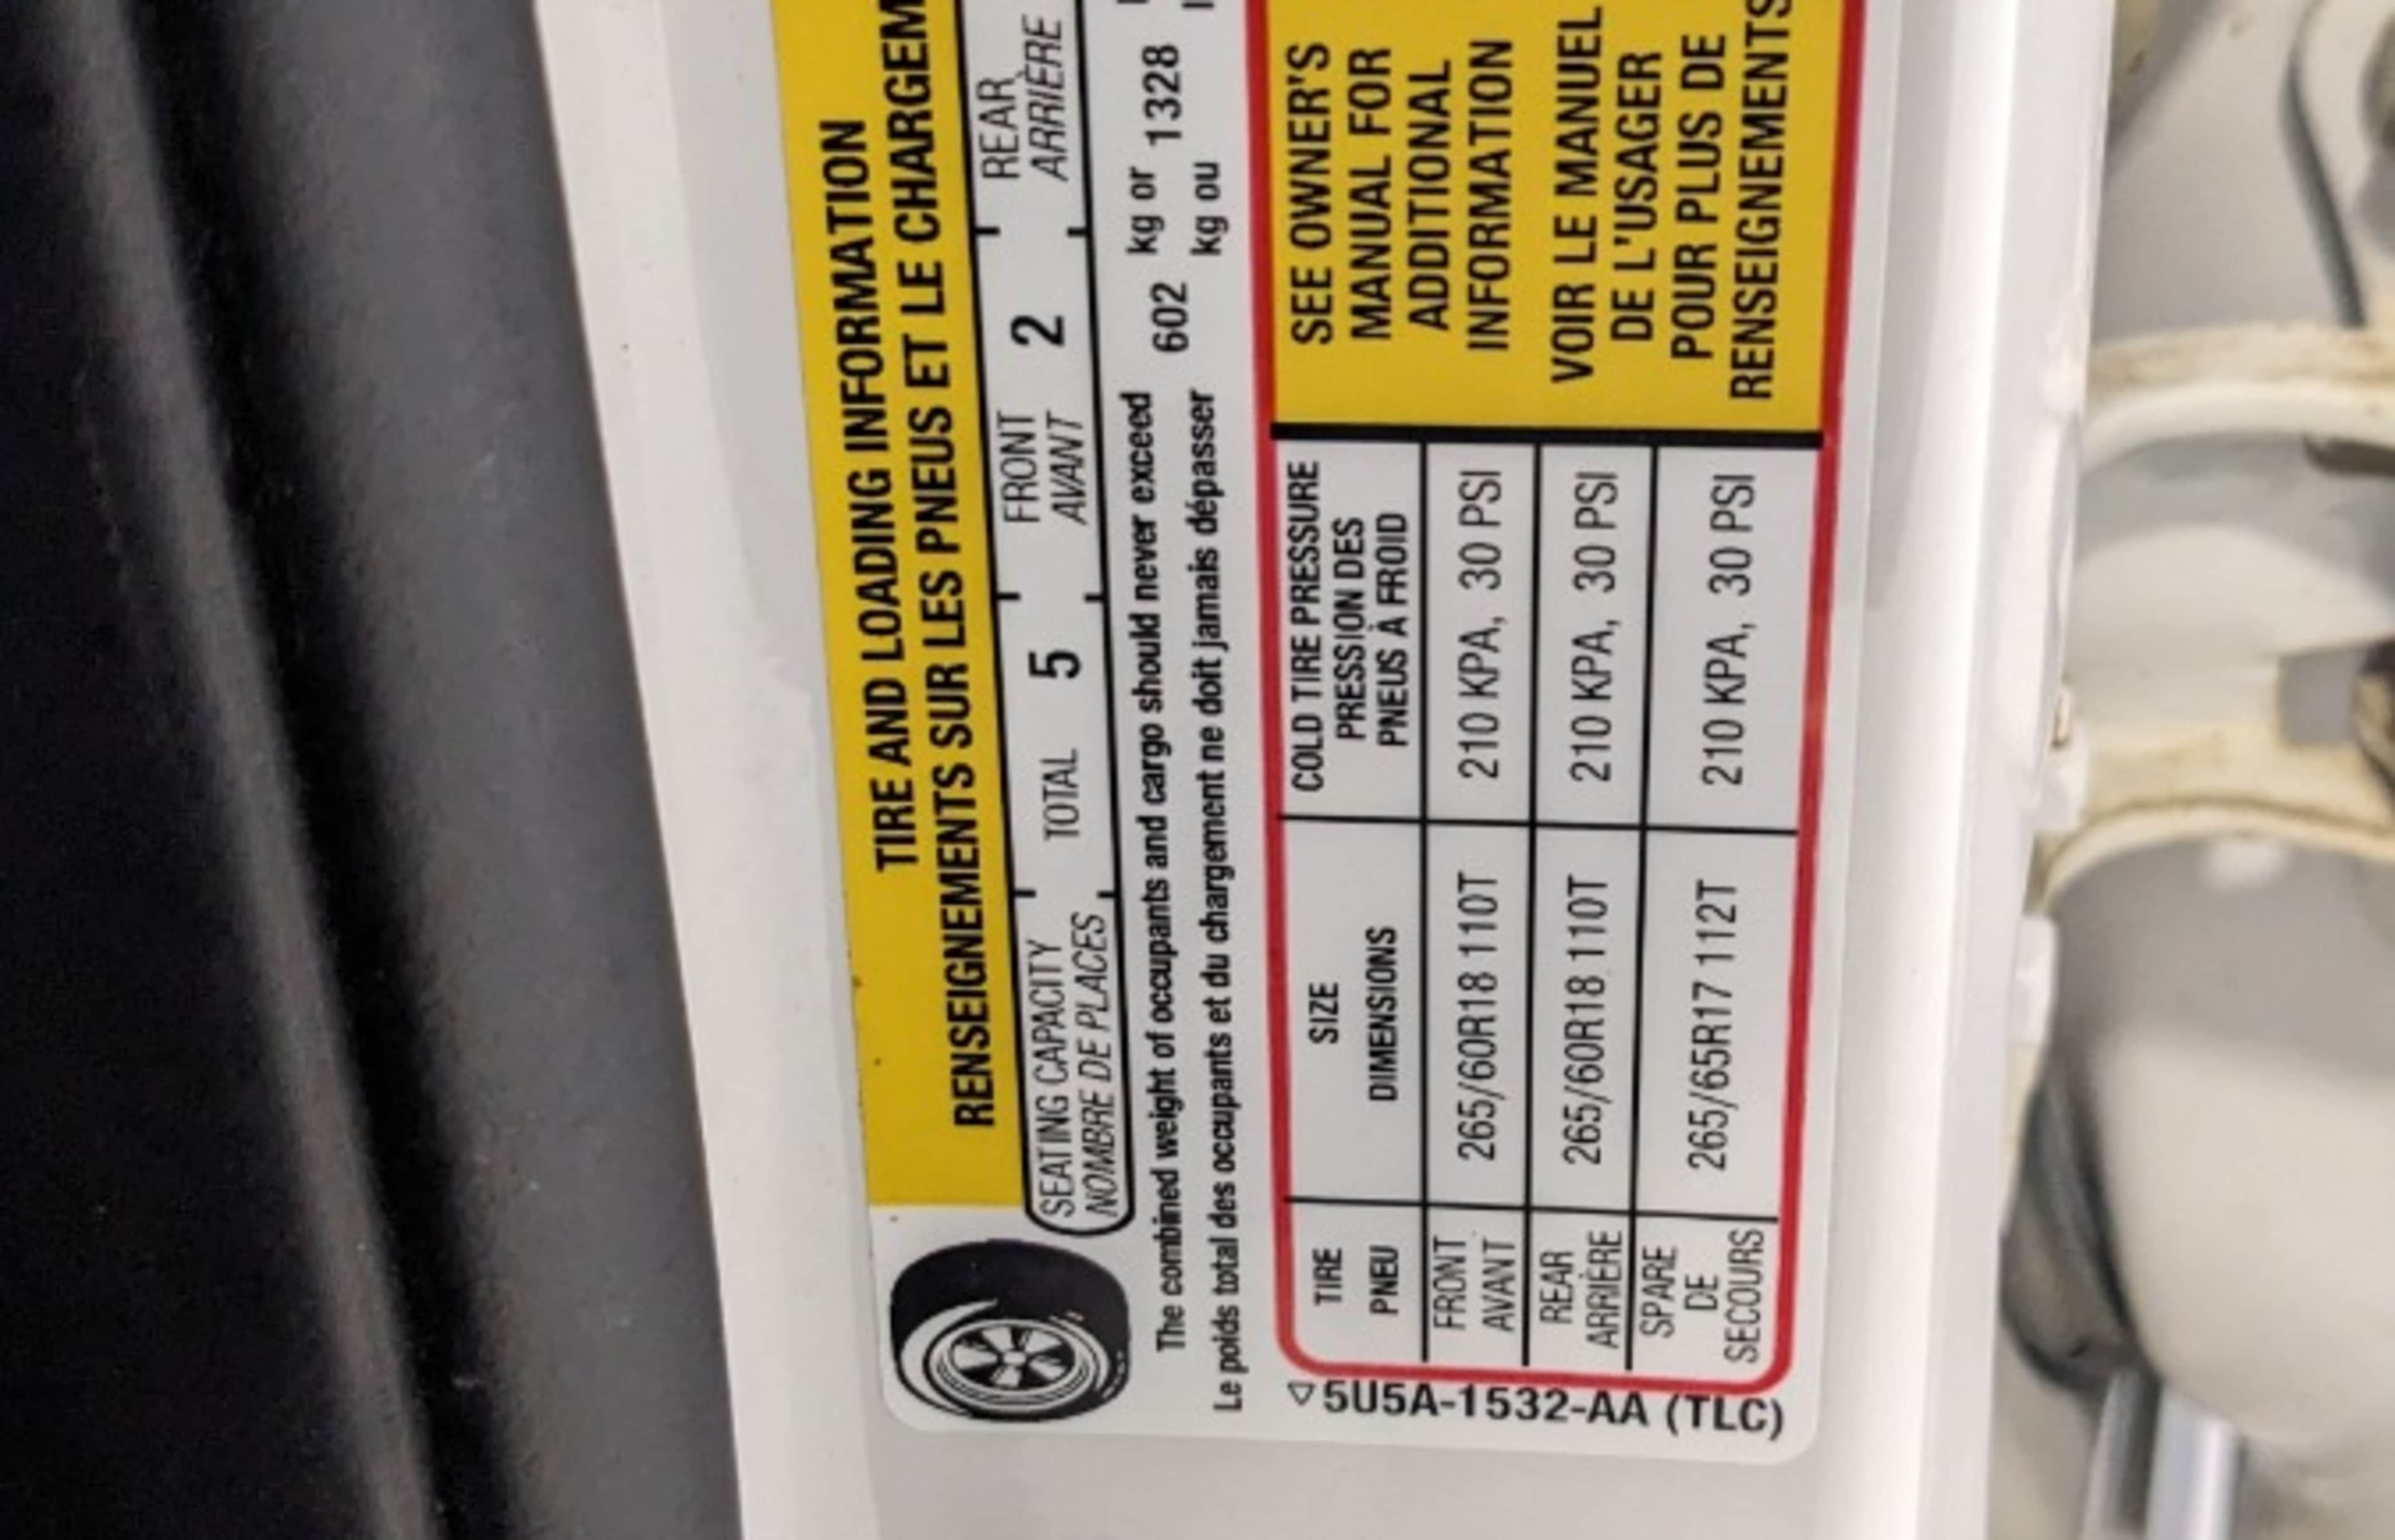 TIRE AND LOADING INFORMATION
RENSEIGNEMENTS SUR LES PNEUS ET LE CHARGEM
SEATING CAPACITY
NOMBRE DE PLACES
TOTAL 5
FRONT
AVANT
2
REAR
ARRIÈRE
The combined weight of occupants and cargo should never exceed 602 kg or 1328
Le poids total des occupants et du chargement ne doit jamais dépasser kg ou
TIRE
PNEU
SIZE
DIMENSIONS
COLD TIRE PRESSURE
PRESSION DES
PNEUS À FROID
FRONT
AVANT
265/60R18 110T
210 KPA, 30 PSI
REAR
ARRIÈRE
265/60R18 110T
210 KPA, 30 PSI
SPARE
DE
SECOURS
265/65R17 112T
210 KPA, 30 PSI
SEE OWNER'S
MANUAL FOR
ADDITIONAL
INFORMATION
VOIR LE MANUEL
DE L'USAGER
POUR PLUS DE
RENSEIGNEMENTS
5U5A-1532-AA (TLC)